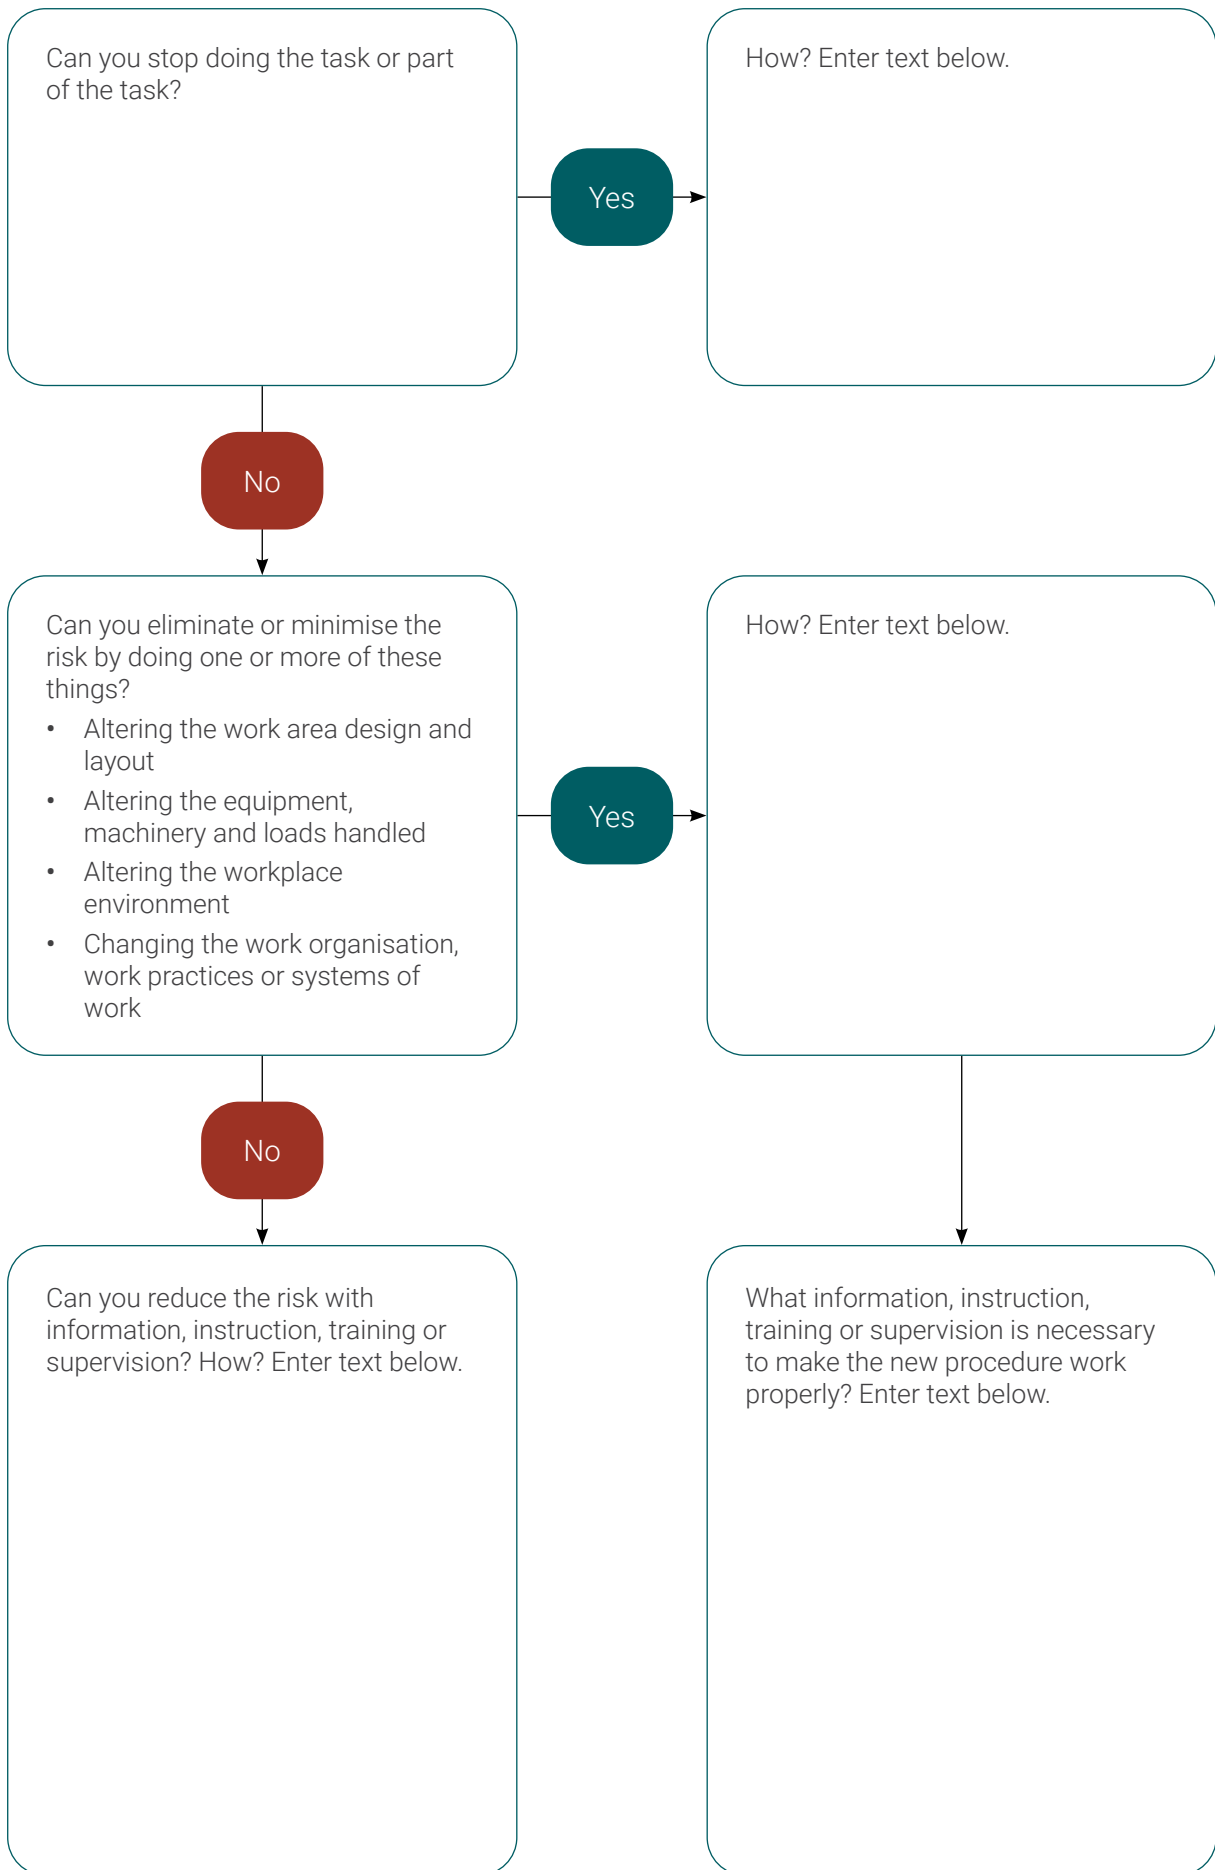 Can you stop doing the task or part
of the task?
Yes
How? Enter text below.
No
Can you eliminate or minimise the
risk by doing one or more of these
things?
• Altering the work area design and
layout
• Altering the equipment,
machinery and loads handled
• Altering the workplace
environment
• Changing the work organisation,
work practices or systems of
work
Yes
How? Enter text below.
No
Can you reduce the risk with
information, instruction, training or
supervision? How? Enter text below.
What information, instruction,
training or supervision is necessary
to make the new procedure work
properly? Enter text below.